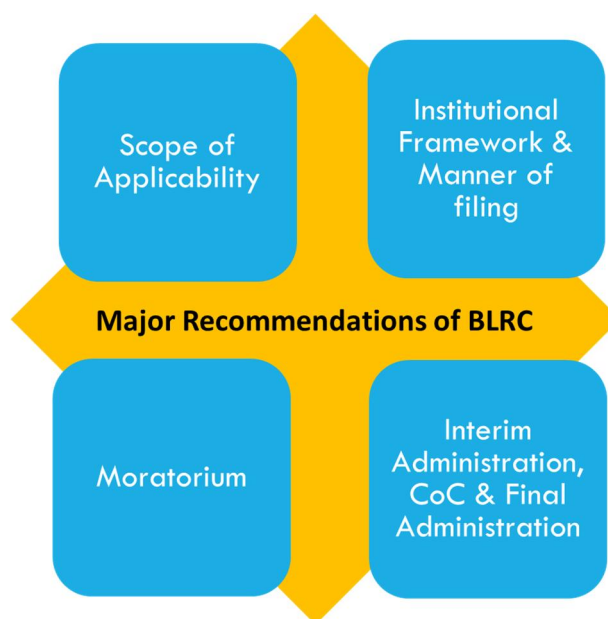 Scope of
Applicability
Institutional
Framework &
Manner of
filing
Major Recommendations of BLRC
Moratorium
Interim
Administration,
CoC & Final
Administration